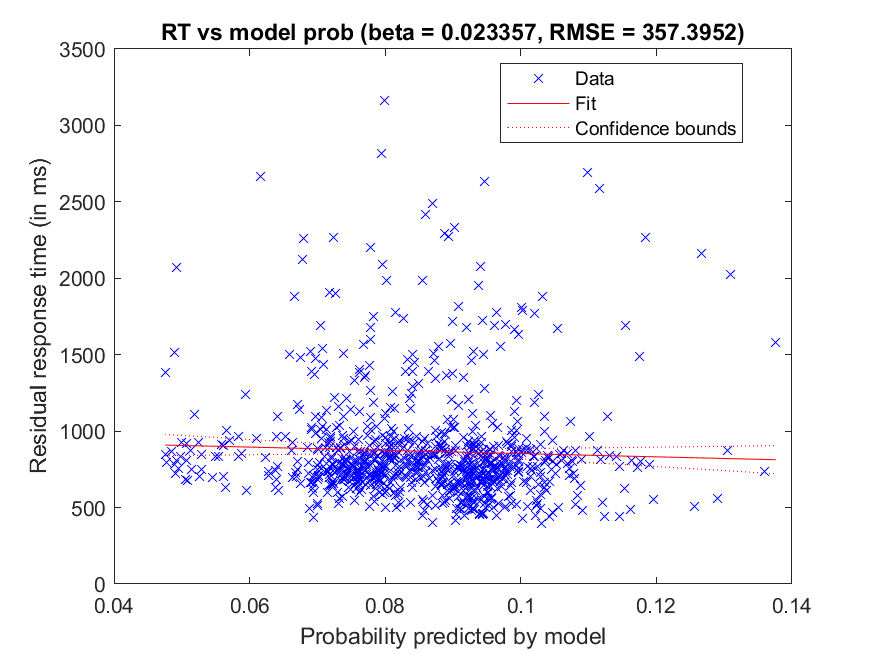 RT vs model prob (beta = 0.023357, RMSE = 357.3952)
3500
3000
2500
2000
1500
1000
500
0
Residual response time (in ms)
Data
Fit
Confidence bounds
0.04 0.06 0.08 0.1 0.12 0.14
Probability predicted by model